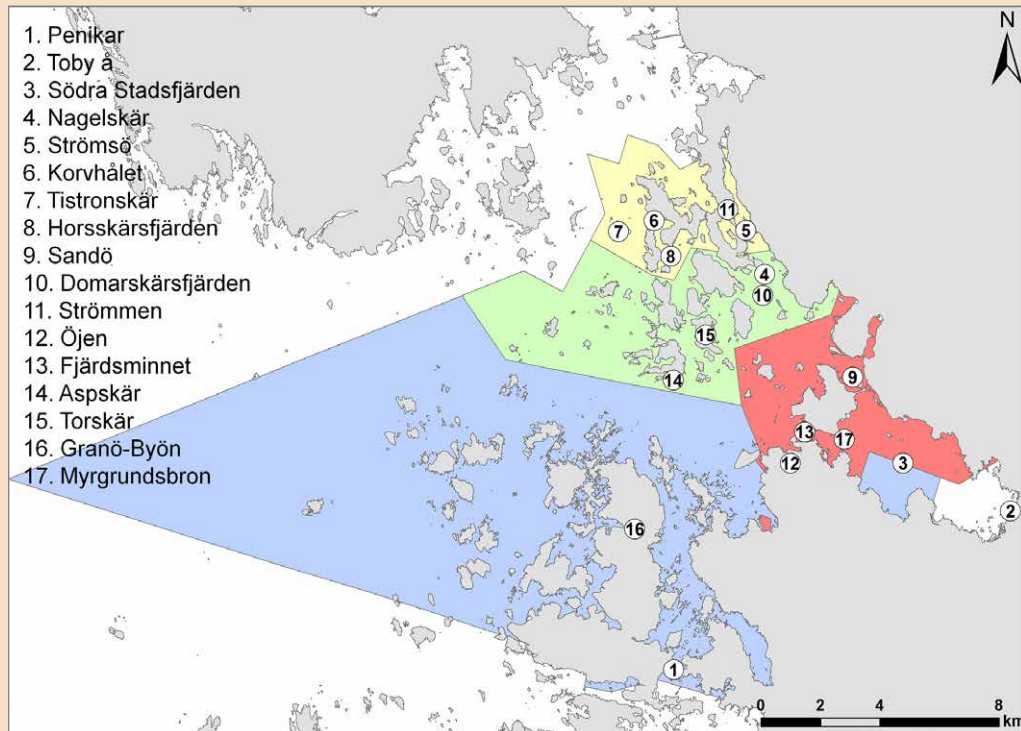 1. Penikar
2. Toby å
3. Södra Stadsfjärden
4. Nagelskär
5. Strömsö
6. Korvhålet
7. Tistronskär
8. Horsskärsfjärden
9. Sandö
10. Domarskärsfjärden
11. Strömmen
12. Öjen
13. Fjärdsminnet
14. Aspskär
15. Torskär
16. Granö-Byön
17. Myrgrundsbron
N
11
6
7
5
8
4
10
15
14
9
13
17
12
3
2
16
1
0 2 4 8
km